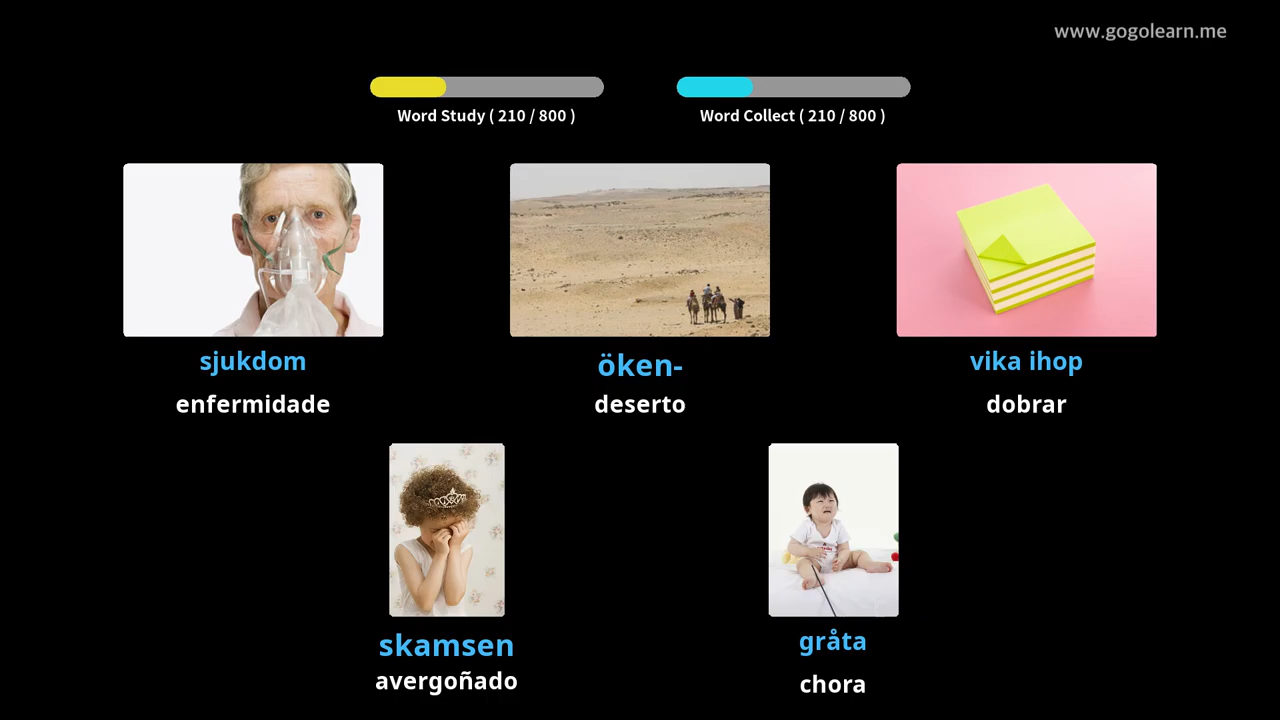 www.gogolearn.me
Word Study ( 210 / 800 )
Word Collect ( 210 / 800 )
sjukdom
enfermidade
öken-
deserto
vika ihop
dobrar
skamsen
avergoñado
gråta
chora